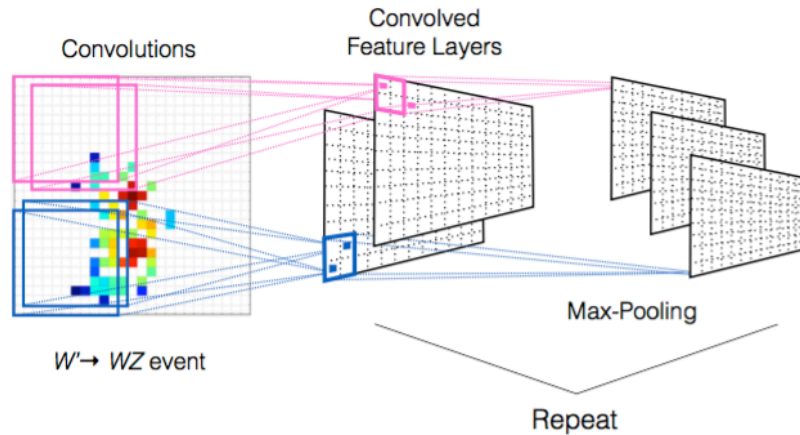 Convolutions
Convolved
Feature Layers
W'→ WZ event
Max-Pooling
Repeat